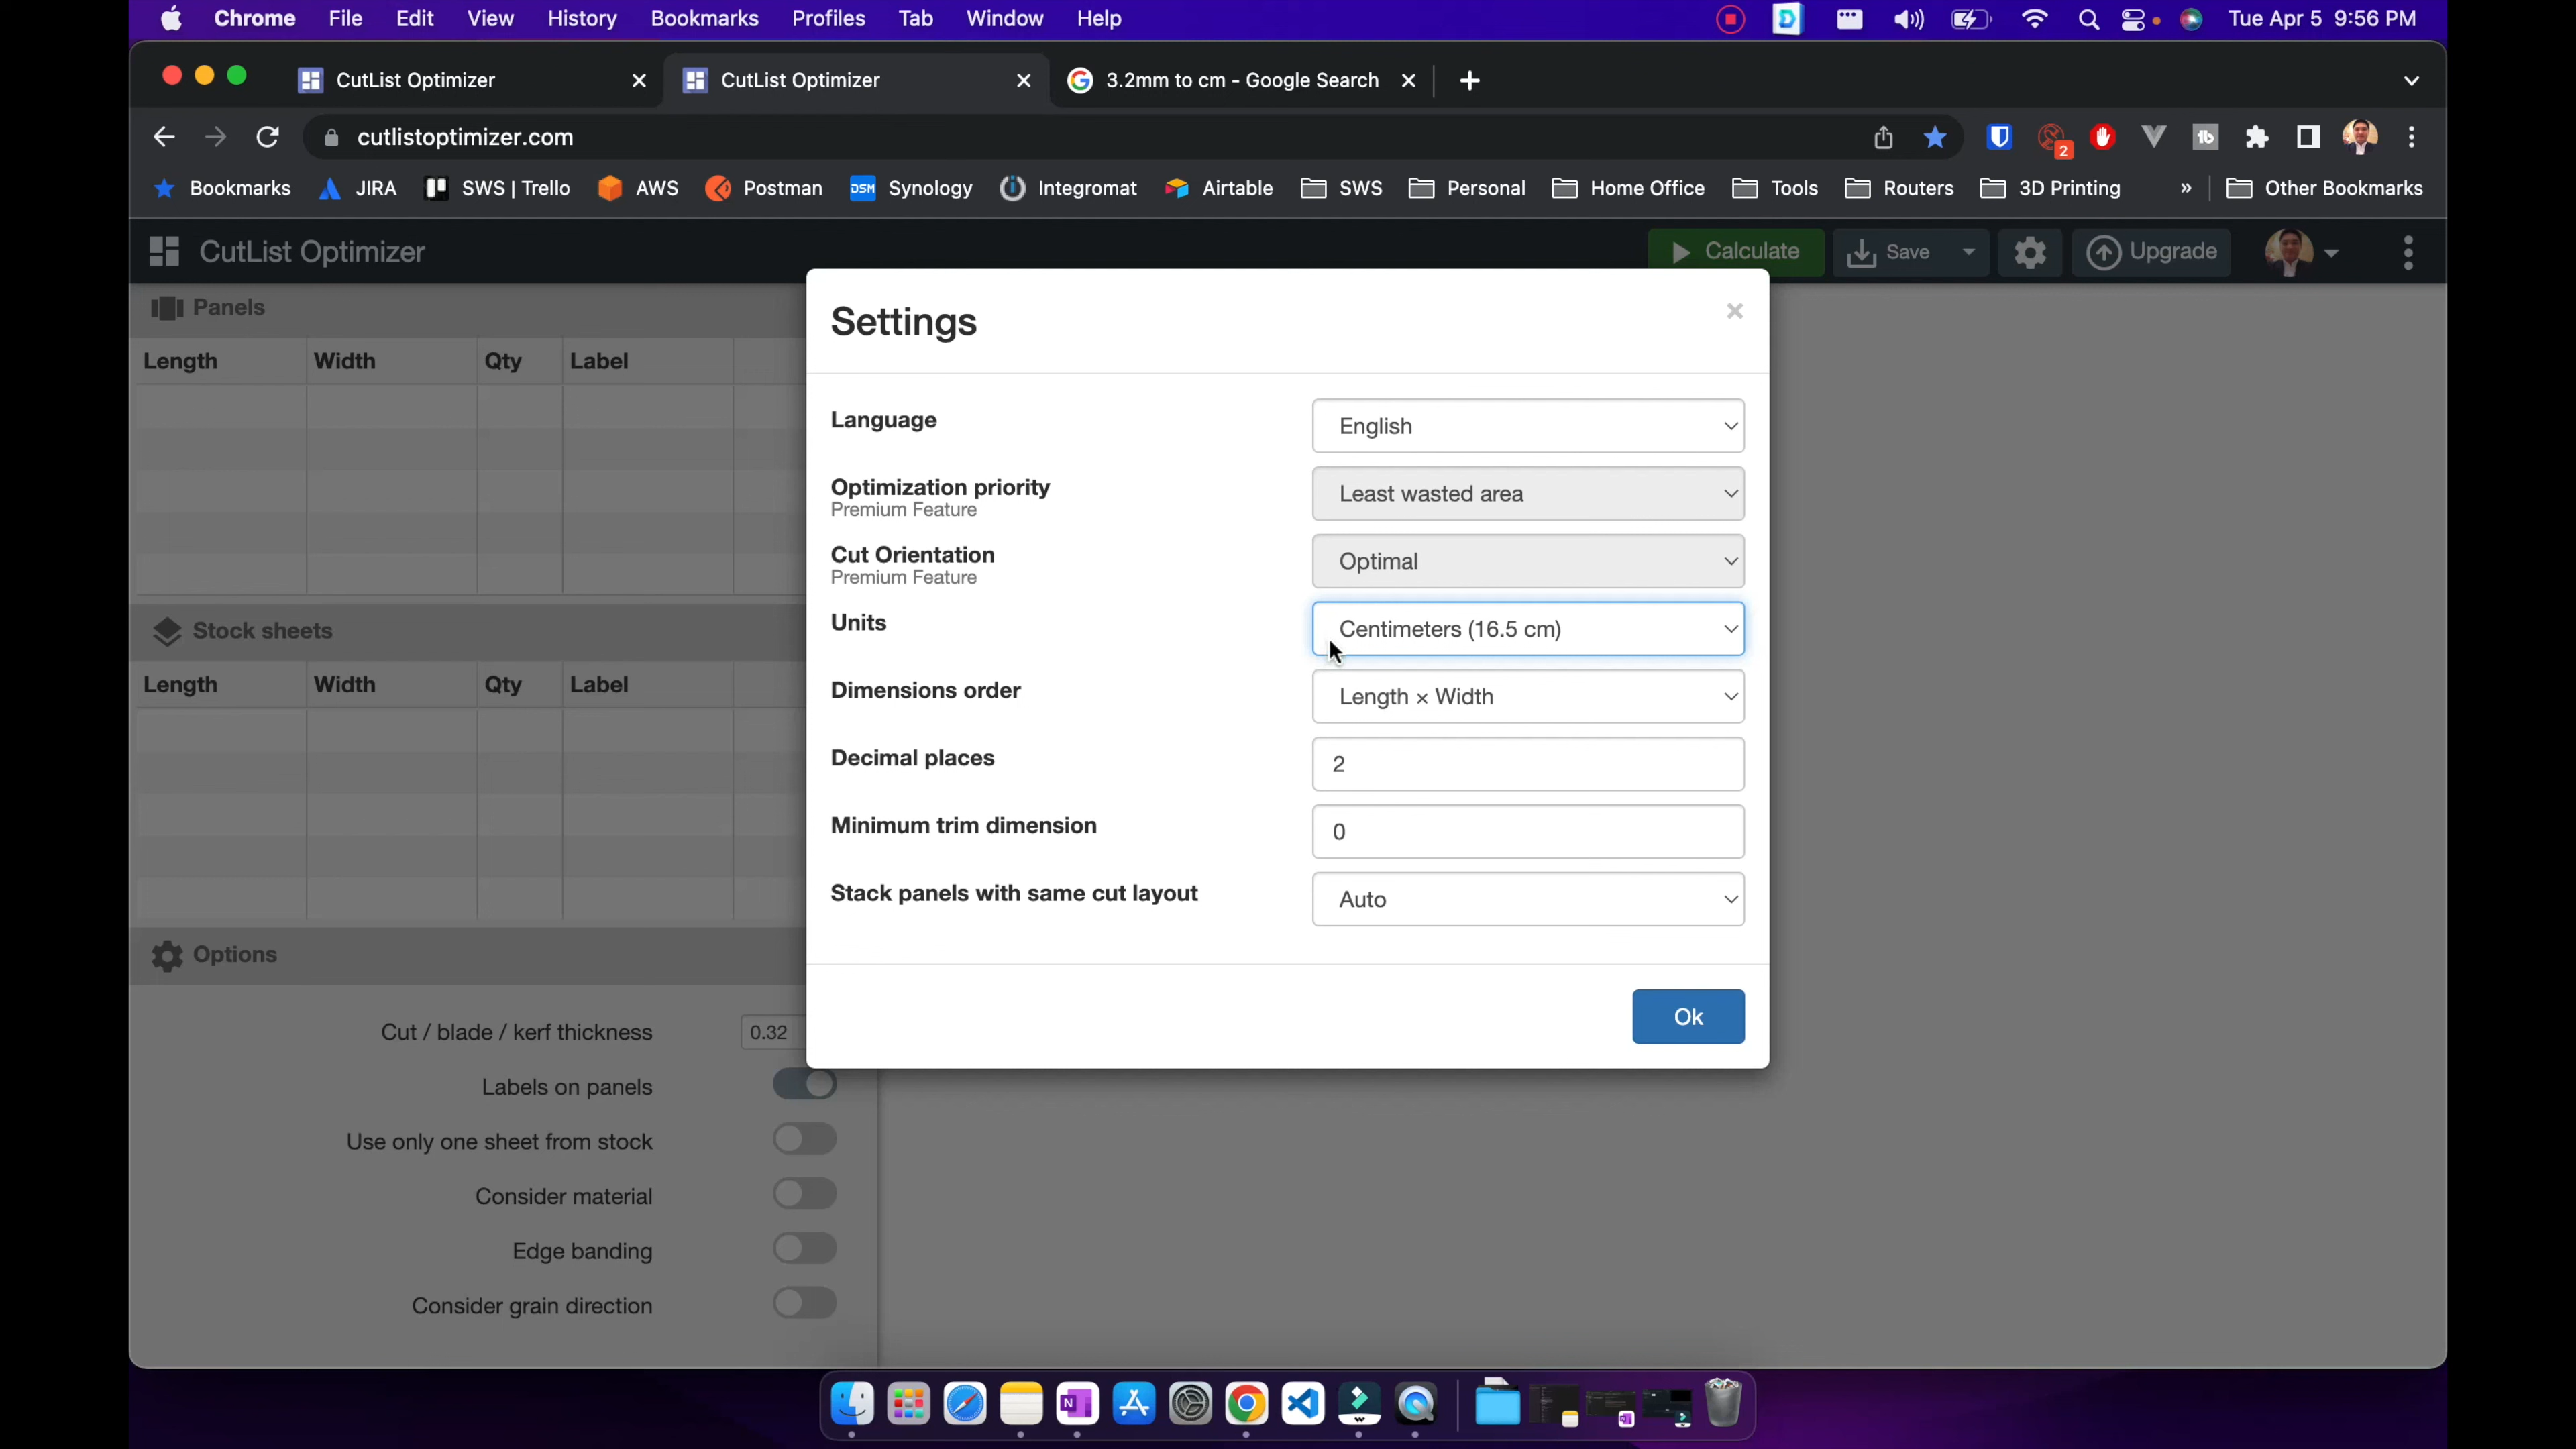 Chrome File Edit View History Bookmarks Profiles Tab Window Help Tue Apr 5 9:56 PM
CutList Optimizer CutList Optimizer 3.2mm to cm - Google Search
cutlistoptimizer.com 2
Bookmarks JIRA SWS | Trello AWS Postman DSM Synology Integromat Airtable SWS Personal Home Office Tools Routers 3D Printing » Other Bookmarks
CutList Optimizer Calculate Save Upgrade
Panels
Length Width Qty Label
Stock sheets
Length Width Qty Label
Options
Cut / blade / kerf thickness 0.32
Labels on panels
Use only one sheet from stock
Consider material
Edge banding
Consider grain direction
Settings ×
Language English
Optimization priority Least wasted area
Premium Feature
Cut Orientation Optimal
Premium Feature
Units Centimeters (16.5 cm)
Dimensions order Length × Width
Decimal places 2
Minimum trim dimension 0
Stack panels with same cut layout Auto
Ok